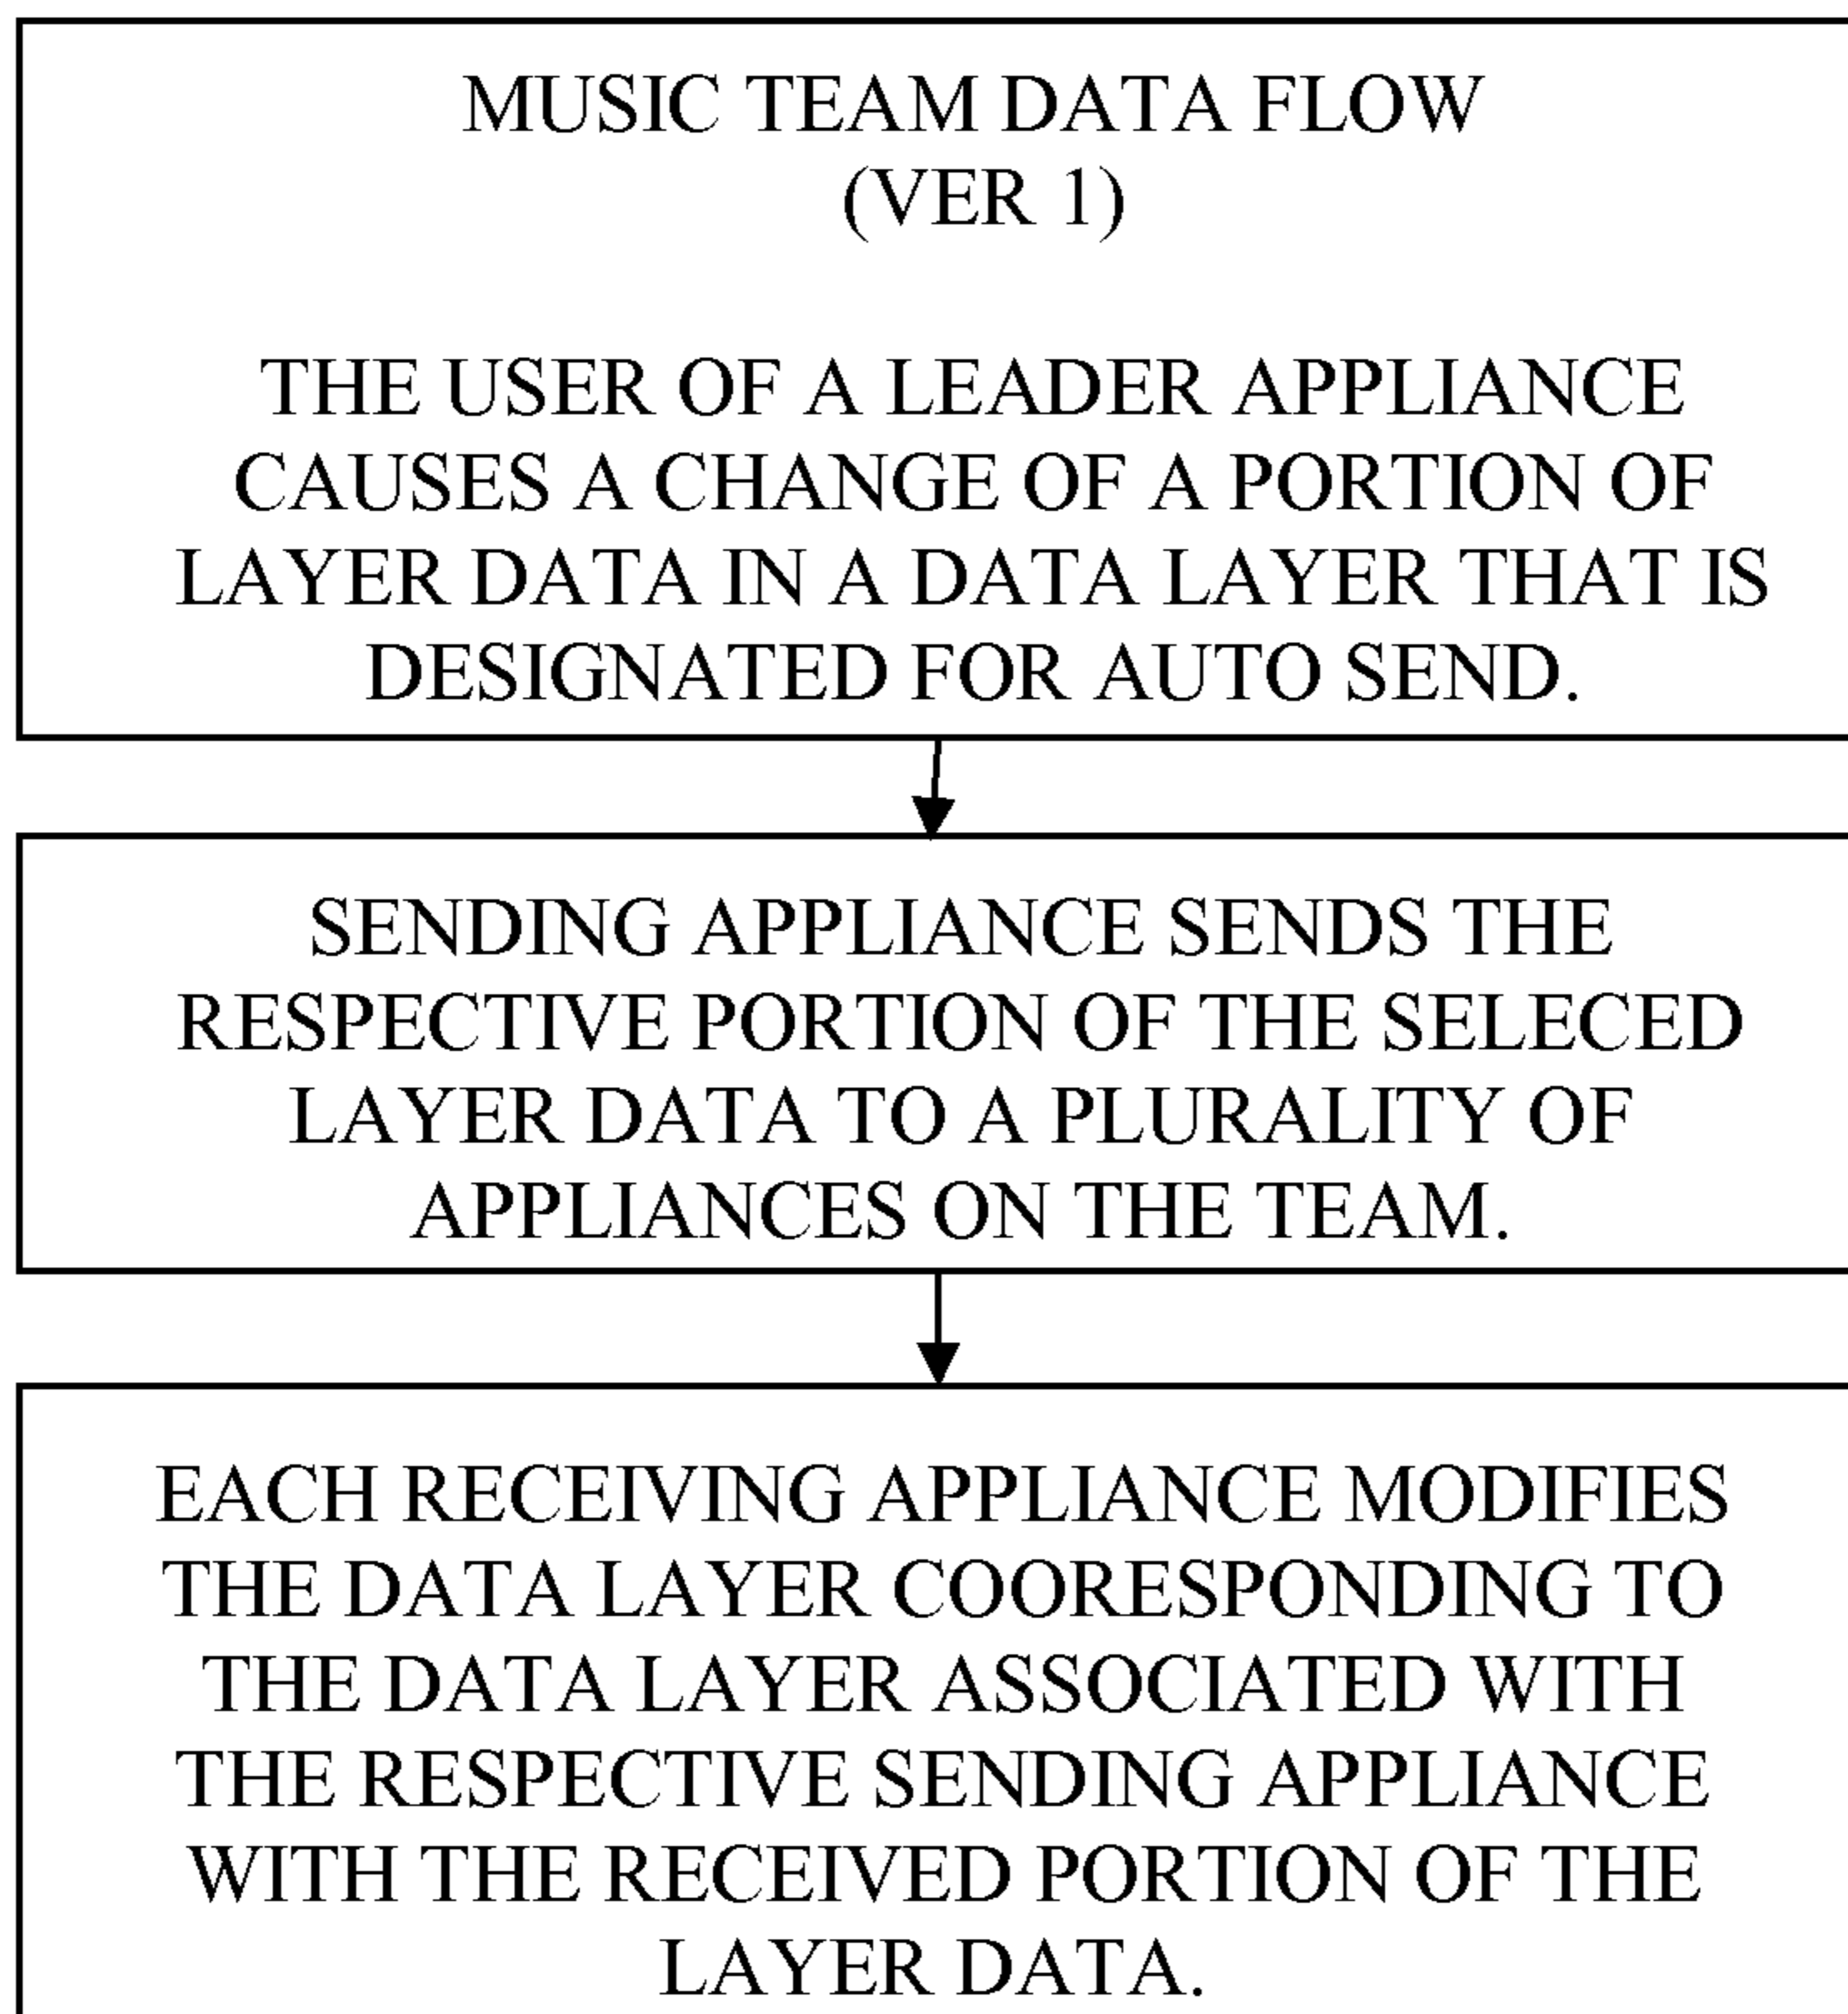 MUSIC TEAM DATA FLOW
(VER 1)
THE USER OF A LEADER APPLIANCE
CAUSES A CHANGE OF A PORTION OF
LAYER DATA IN A DATA LAYER THAT IS
DESIGNATED FOR AUTO SEND.
SENDING APPLIANCE SENDS THE
RESPECTIVE PORTION OF THE SELECED
LAYER DATA TO A PLURALITY OF
APPLIANCES ON THE TEAM.
EACH RECEIVING APPLIANCE MODIFIES
THE DATA LAYER COORESPONDING TO
THE DATA LAYER ASSOCIATED WITH
THE RESPECTIVE SENDING APPLIANCE
WITH THE RECEIVED PORTION OF THE
LAYER DATA.